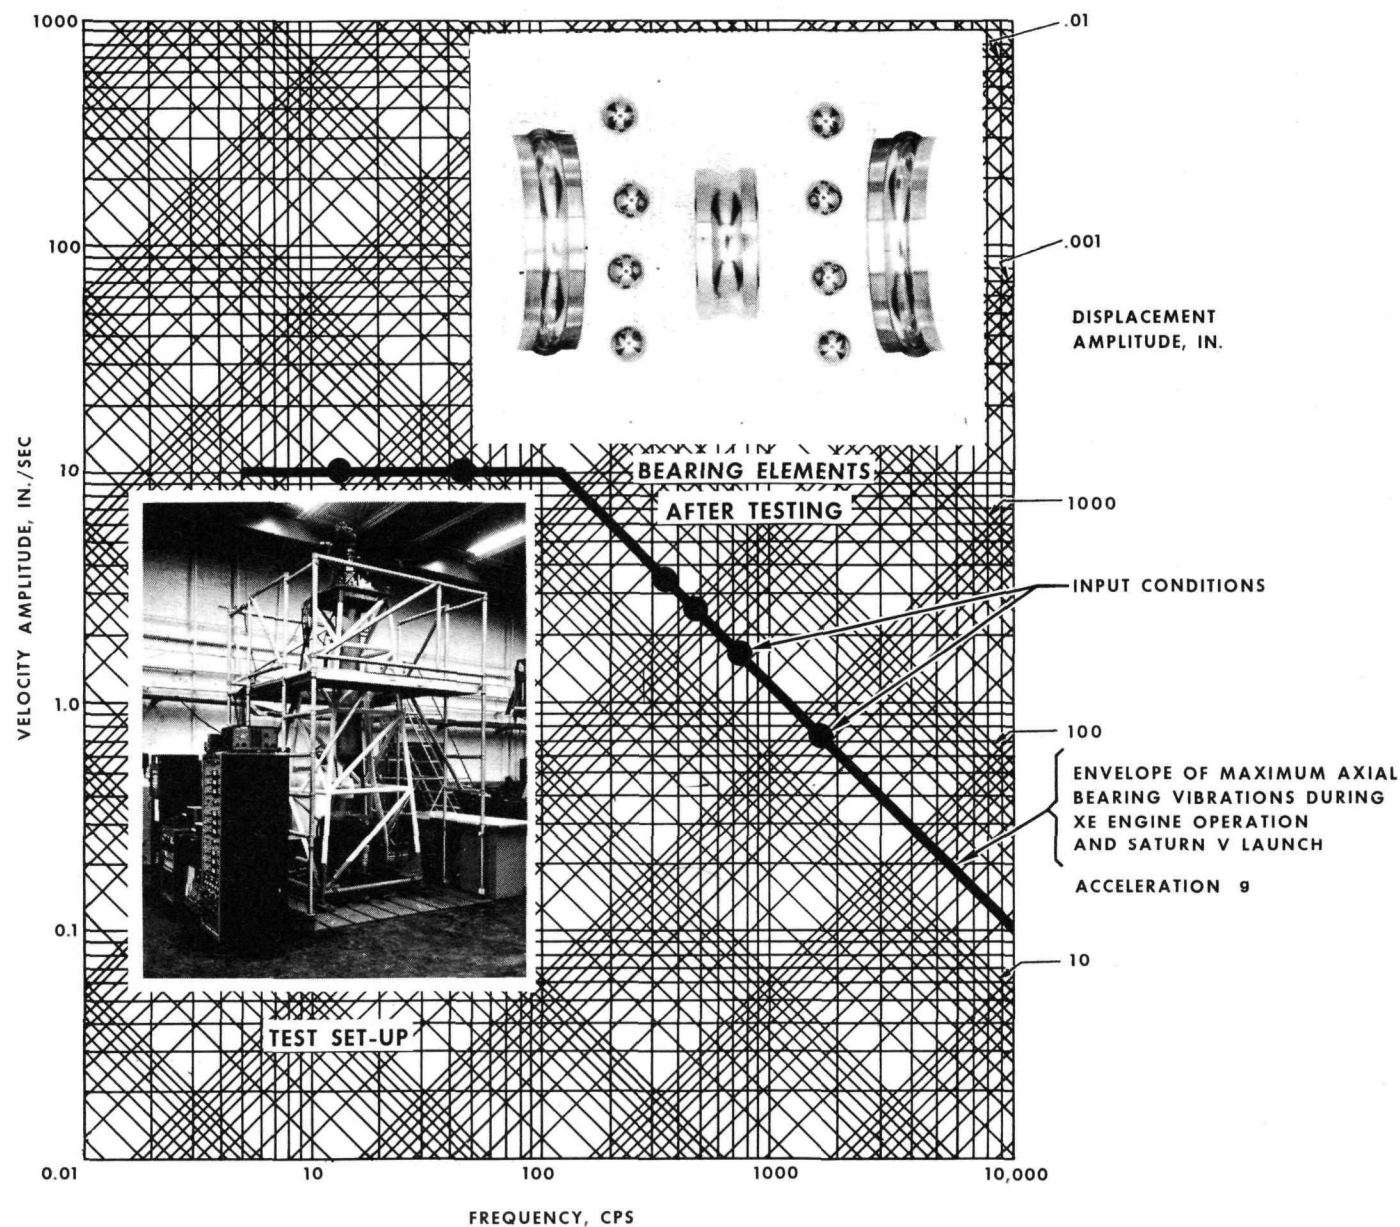 1000
.01
100
.001
DISPLACEMENT
AMPLITUDE, IN.
VELOCITY AMPLITUDE, IN./SEC
10
BEARING ELEMENTS
AFTER TESTING
1000
INPUT CONDITIONS
1.0
100
ENVELOPE OF MAXIMUM AXIAL
BEARING VIBRATIONS DURING
XE ENGINE OPERATION
AND SATURN V LAUNCH
ACCELERATION g
0.1
10
TEST SET-UP
0.01
10
100
1000
10,000
FREQUENCY, CPS